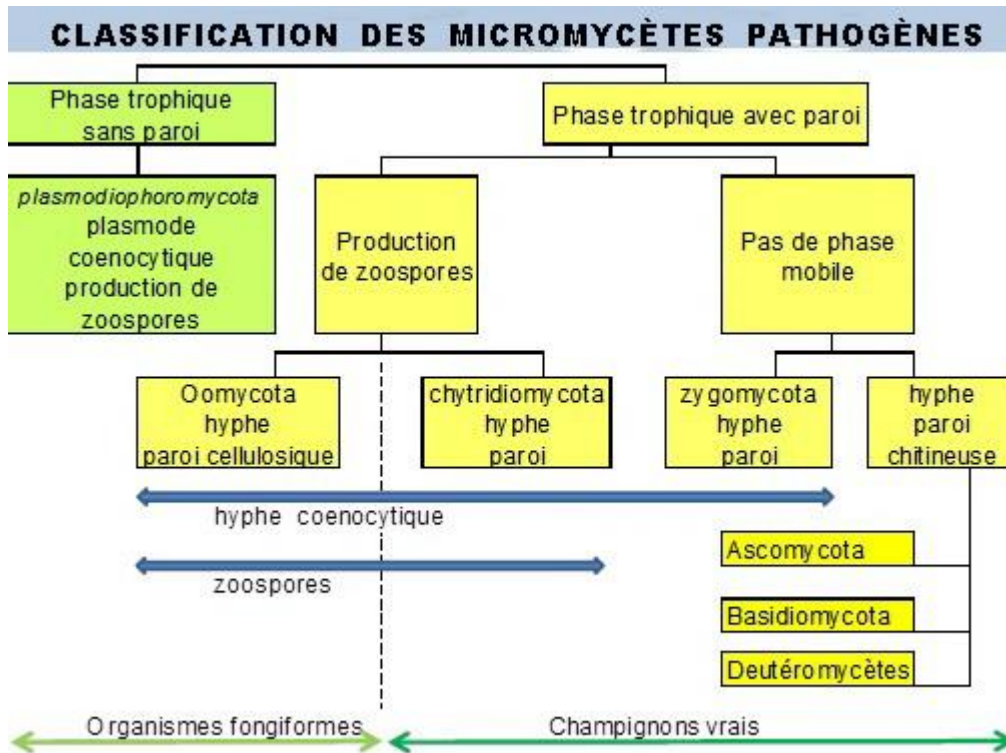 CLASSIFICATION DES MICROMYCÈTES PATHOGÈNES
Phase trophique
sans paroi
Phase trophique avec paroi
plasmodiophoromycota
plasmode
coenocytique
production de
zoospores
Production
de zoospores
Pas de phase
mobile
Oomycota
hyphe
paroi cellulosique
chytridiomycota
hyphe
paroi
zygomycota
hyphe
paroi
hyphe
paroi
chitineuse
hyphe coenocytique
zoospores
Ascomycota
Basidiomycota
Deutéromycètes
Organismes fongiformes
Champignons vrais